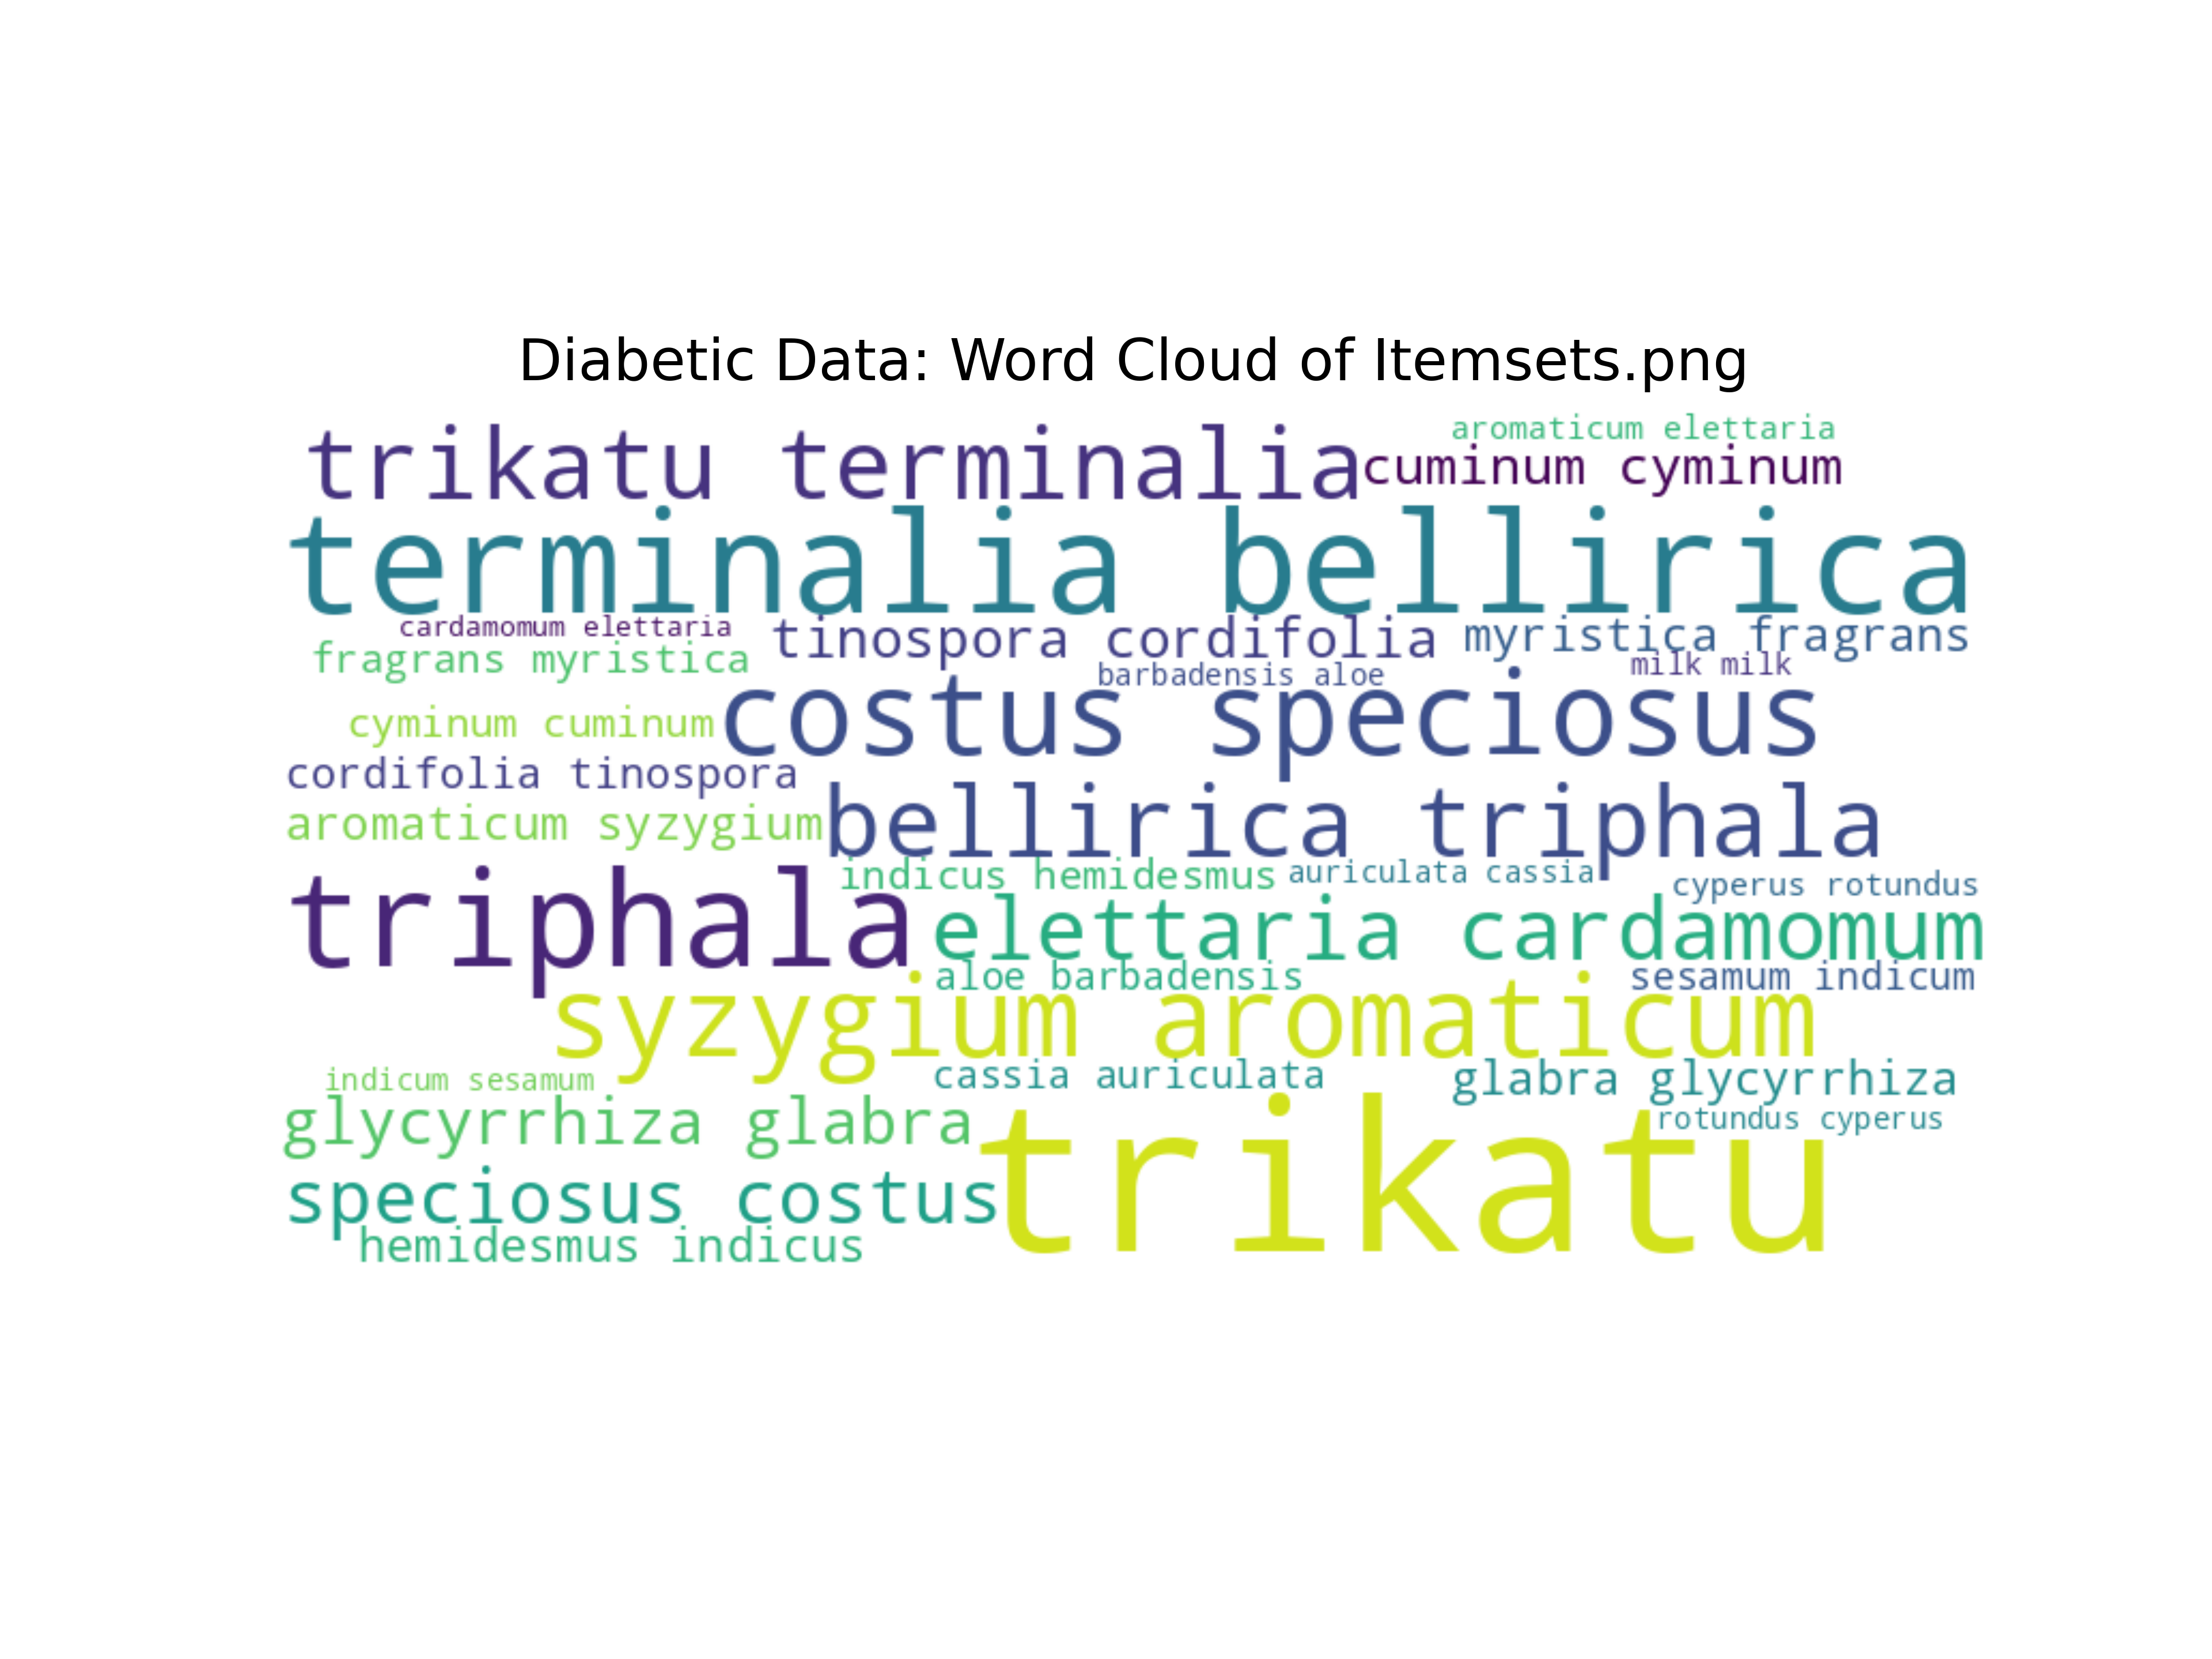 Diabetic Data: Word Cloud of Itemsets.png
aromaticum elettaria
trikatu terminalia
cuminum cyminum
terminalia bellirica
cardamomum elettaria
tinospora cordifolia
myristica fragrans
fragrans myristica
barbadensis aloe
milk milk
costus speciosus
cyminum cuminum
cordifolia tinospora
aromaticum syzygium
bellirica triphala
indicus hemidesmus
auriculata cassia
cyperus rotundus
triphala
elettaria cardamomum
aloe barbadensis
sesamum indicum
syzygium aromaticum
indicum sesamum
cassia auriculata
glabra glycyrrhiza
glycyrrhiza glabra
rotundus cyperus
trikatu
speciosus costus
hemidesmus indicus